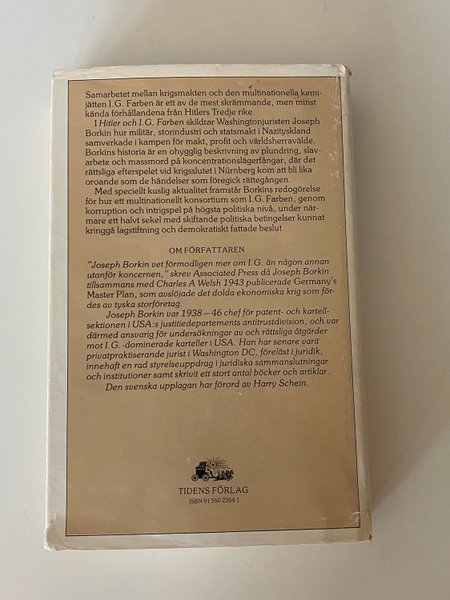 Samarbetet mellan krigsmakten och den multinationella kemi-
jätten I.G. Farben är ett av de mest skrämmande, men minst
kända förhållandena från Hitlers Tredje rike.
I Hitler och I.G. Farben skildrar Washingtonjuristen Joseph
Borkin hur militär, storindustri och statsmakt i Nazityskland
samverkade i kampen för makt, profit och världsherravälde.
Borkins historia är en ohygglig beskrivning av plundring, slav-
arbete och massmord på koncentrationslägerfångar, där det
rättsliga efterspelet vid krigsslutet i Nürnberg kom att bli lika
oroande som de händelser som föregick rättegången.
Med speciellt kuslig aktualitet framstår Borkins redogörelse
för hur ett multinationellt konsortium som I.G. Farben, genom
korruption och intrigspel på högsta politiska nivå, under när-
mare ett halvt sekel med skiftande politiska betingelser kunnat
kringgå lagstiftning och demokratiskt fattade beslut
OM FÖRFATTAREN
"Joseph Borkin vet förmodligen mer om I.G. än någon annan
utanför koncernen," skrev Associated Press då Joseph Borkin
tillsammans med Charles A Welsh 1943 publicerade Germany's
Master Plan, som avslöjade det dolda ekonomiska krig som för-
des av tyska storföretag.
Joseph Borkin var 1938–46 chef för patent- och kartell-
sektionen i USA:s justitiedepartements antitrustdivision, och var
därmed ansvarig för undersökningar av och rättsliga åtgärder
mot I.G.-dominerade karteller i USA. Han har senare varit
privatpraktiserande jurist i Washington DC, föreläst i juridik,
innehaft en rad styrelseuppdrag i juridiska sammanslutningar
och institutioner samt skrivit ett stort antal böcker och artiklar.
Den svenska upplagan har förord av Harry Schein.
TIDENS FÖRLAG
ISBN 91 550 2354 1